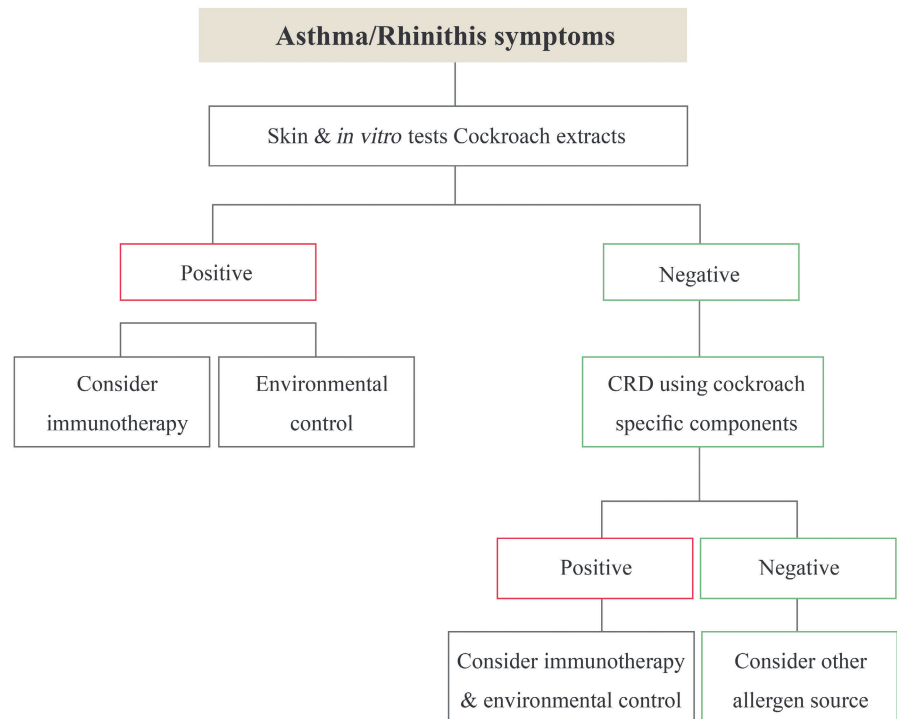 Asthma/Rhinithis symptoms
Skin & in vitro tests Cockroach extracts
Positive
Negative
Consider
immunotherapy
Environmental
control
CRD using cockroach
specific components
Positive
Negative
Consider immunotherapy
& environmental control
Consider other
allergen source